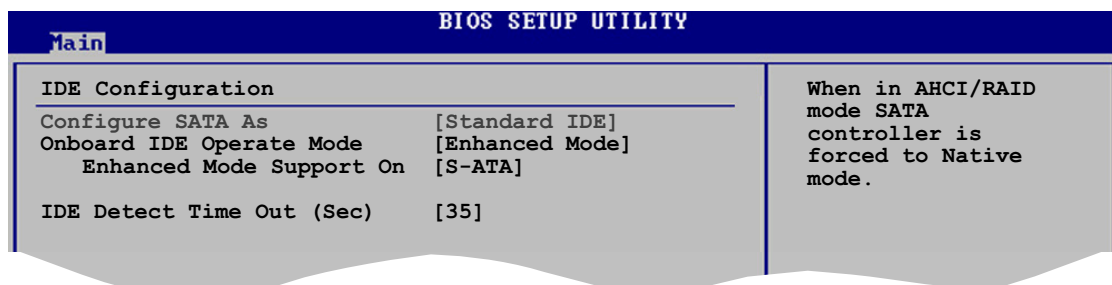 BIOS SETUP UTILITY
Main
IDE Configuration
Configure SATA As [Standard IDE]
Onboard IDE Operate Mode [Enhanced Mode]
Enhanced Mode Support On [S-ATA]
IDE Detect Time Out (Sec) [35]
When in AHCI/RAID
mode SATA
controller is
forced to Native
mode.